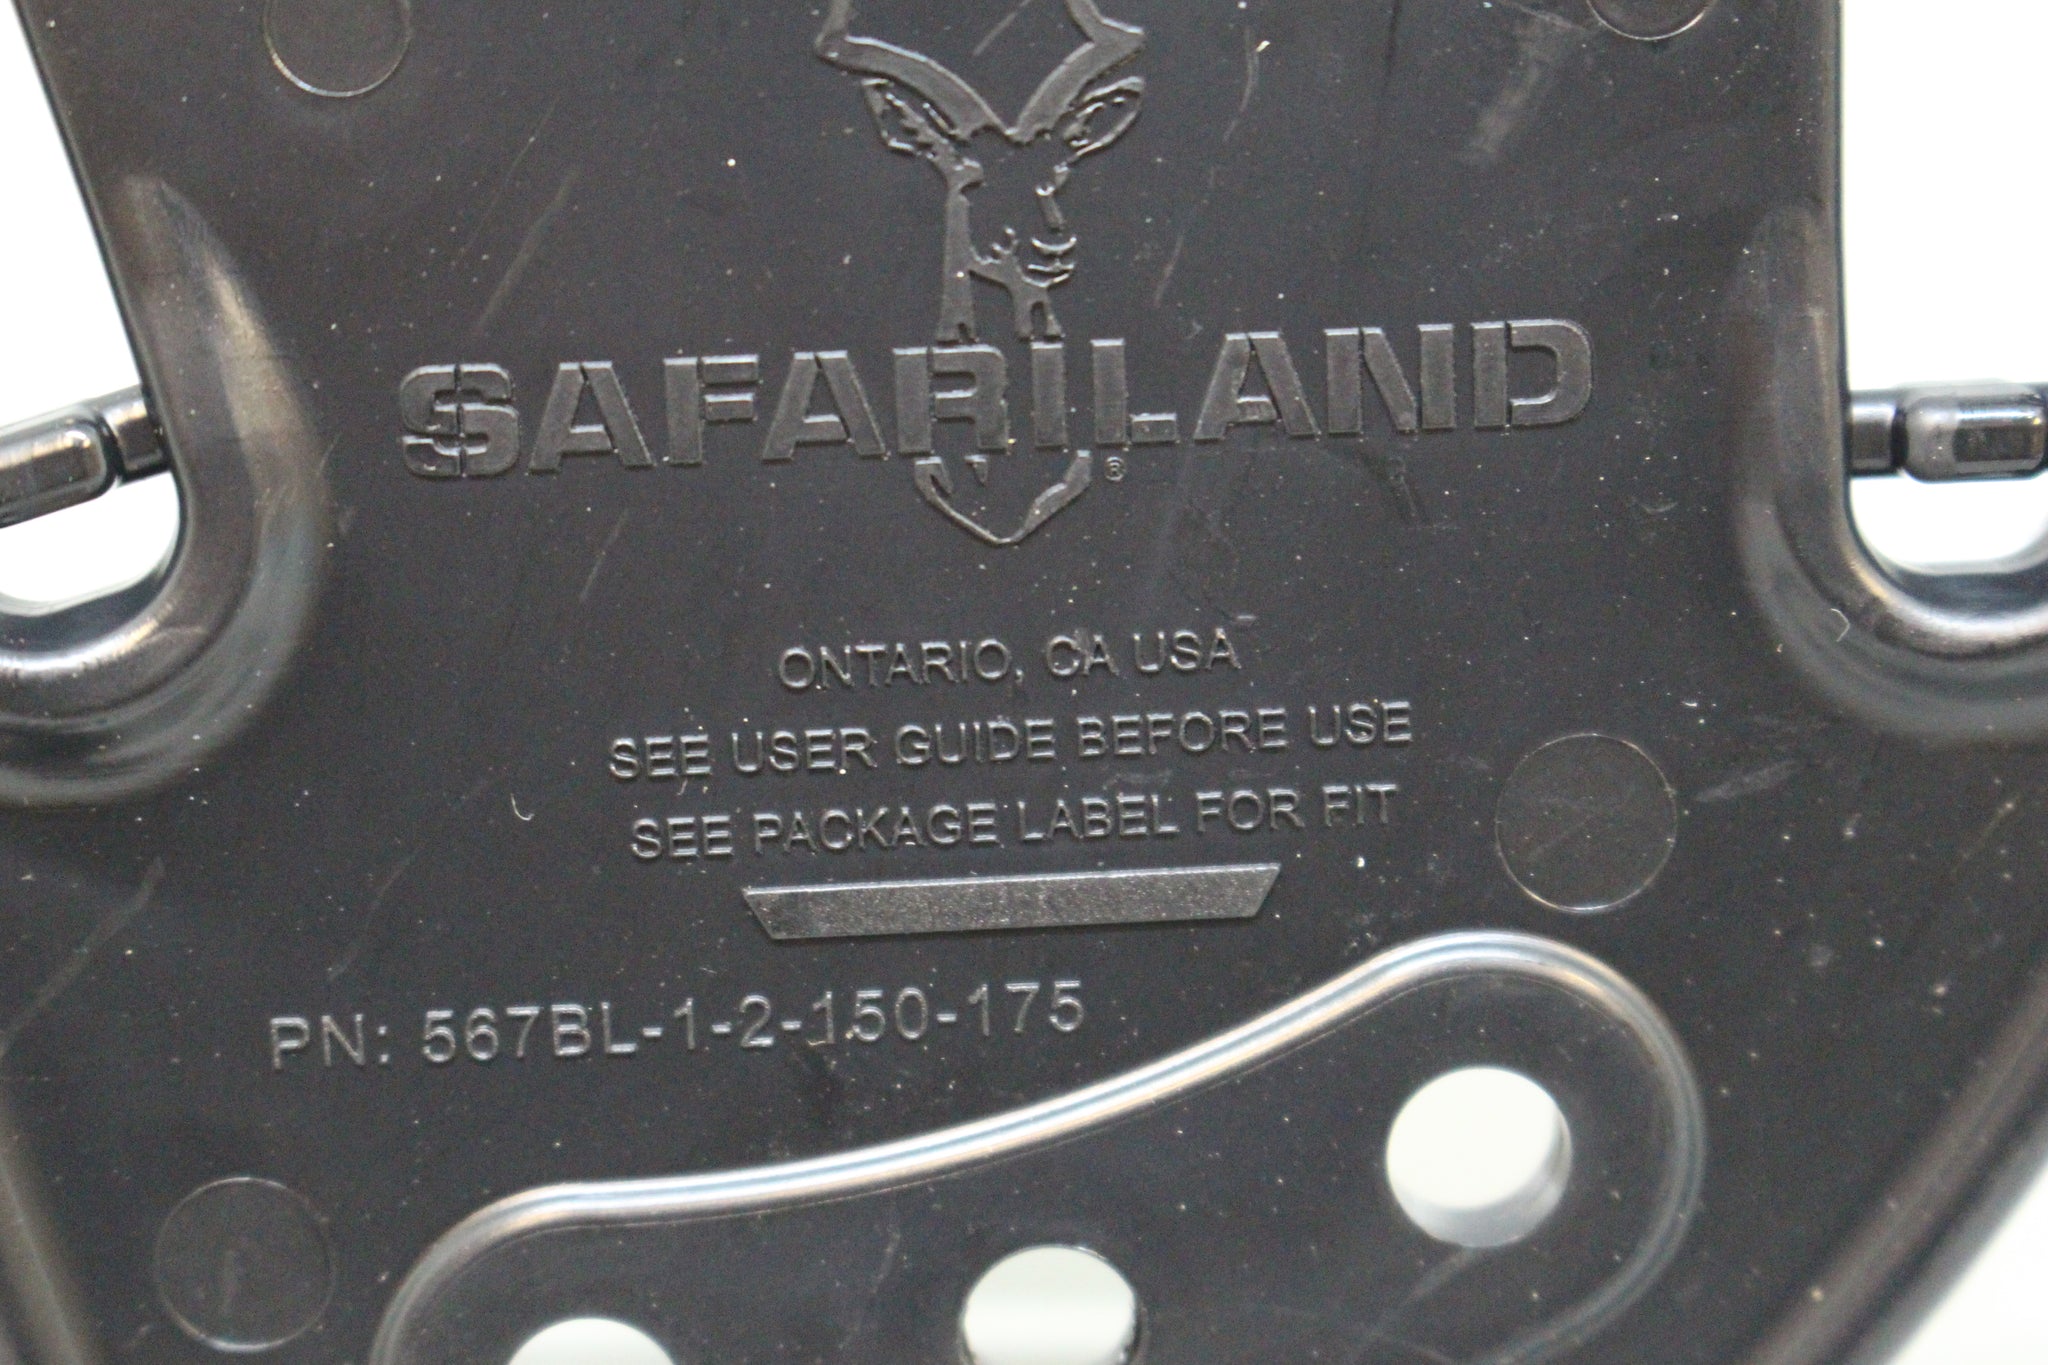 SAFARILAND®
ONTARIO, CA USA
SEE USER GUIDE BEFORE USE
SEE PACKAGE LABEL FOR FIT
PN: 567BL-1-2-150-175